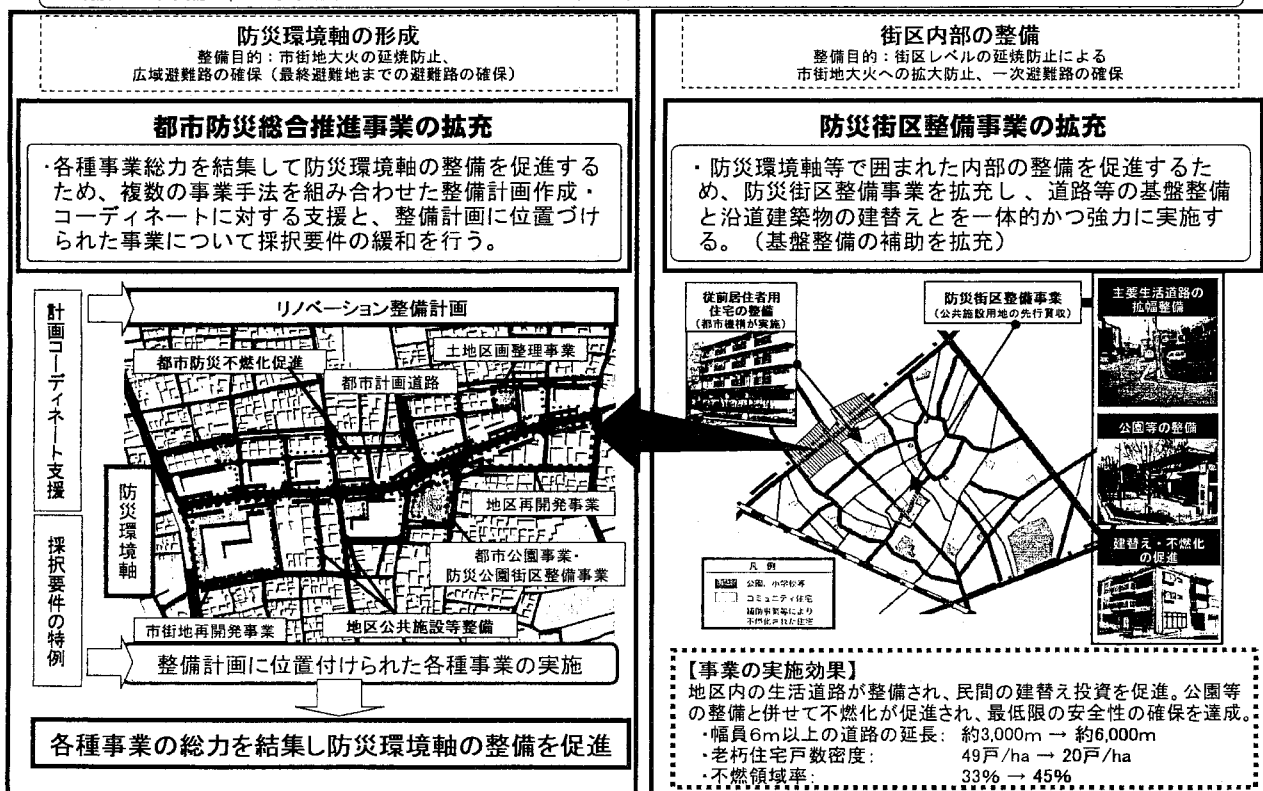 防災環境軸の形成
整備目的：市街地大火の延焼防止、
広域避難路の確保（最終避難地までの避難路の確保）
都市防災総合推進事業の拡充
・各種事業総力を結集して防災環境軸の整備を促進する
ため、複数の事業手法を組み合わせた整備計画作成・
コーディネートに対する支援と、整備計画に位置づけ
られた事業について採択要件の緩和を行う。
計画コーディネート支援
採択要件の特例
リノベーション整備計画
都市防災不燃化促進
土地区画整理事業
都市計画道路
防災環境軸
地区再開発事業
都市公園事業・
防災公園街区整備事業
市街地再開発事業
地区公共施設等整備
整備計画に位置付けられた各種事業の実施
各種事業の総力を結集し防災環境軸の整備を促進
街区内部の整備
整備目的：街区レベルの延焼防止による
市街地大火への拡大防止、一次避難路の確保
防災街区整備事業の拡充
・防災環境軸等で囲まれた内部の整備を促進するた
め、防災街区整備事業を拡充し、道路等の基盤整備
と沿道建築物の建替えとを一体的かつ強力に実施す
る。（基盤整備の補助を拡充）
従前居住者用
住宅の整備
（都市機構が実施）
防災街区整備事業
（公共施設用地の先行買収）
主要生活道路の
拡幅整備
公園等の整備
建替え・不燃化
の促進
凡例
公園、小学校等
コミュニティ住宅
補助事業等により
不燃化された住宅
【事業の実施効果】
地区内の生活道路が整備され、民間の建替え投資を促進。公園等
の整備と併せて不燃化が促進され、最低限の安全性の確保を達成。
・幅員6m以上の道路の延長： 約3,000m → 約6,000m
・老朽住宅戸数密度： 49戸/ha → 20戸/ha
・不燃領域率： 33% → 45%